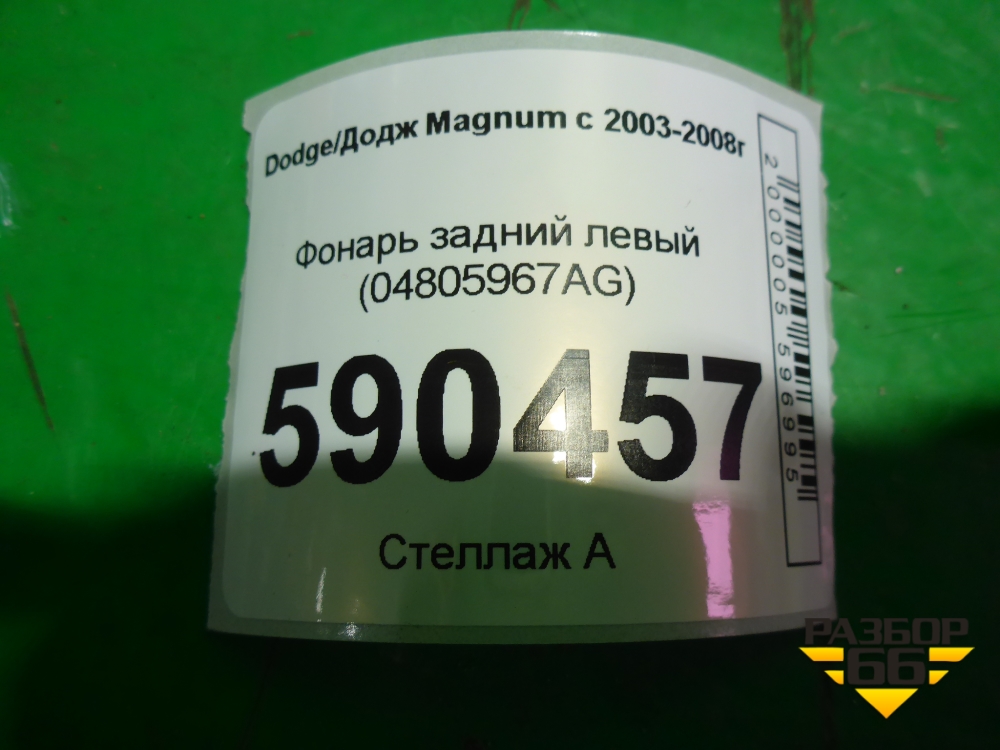 Dodge/Додж Magnum с 2003-2008г
Фонарь задний левый
(04805967AG)
590457
Стеллаж А
2000005596995
РАЗБОР
66